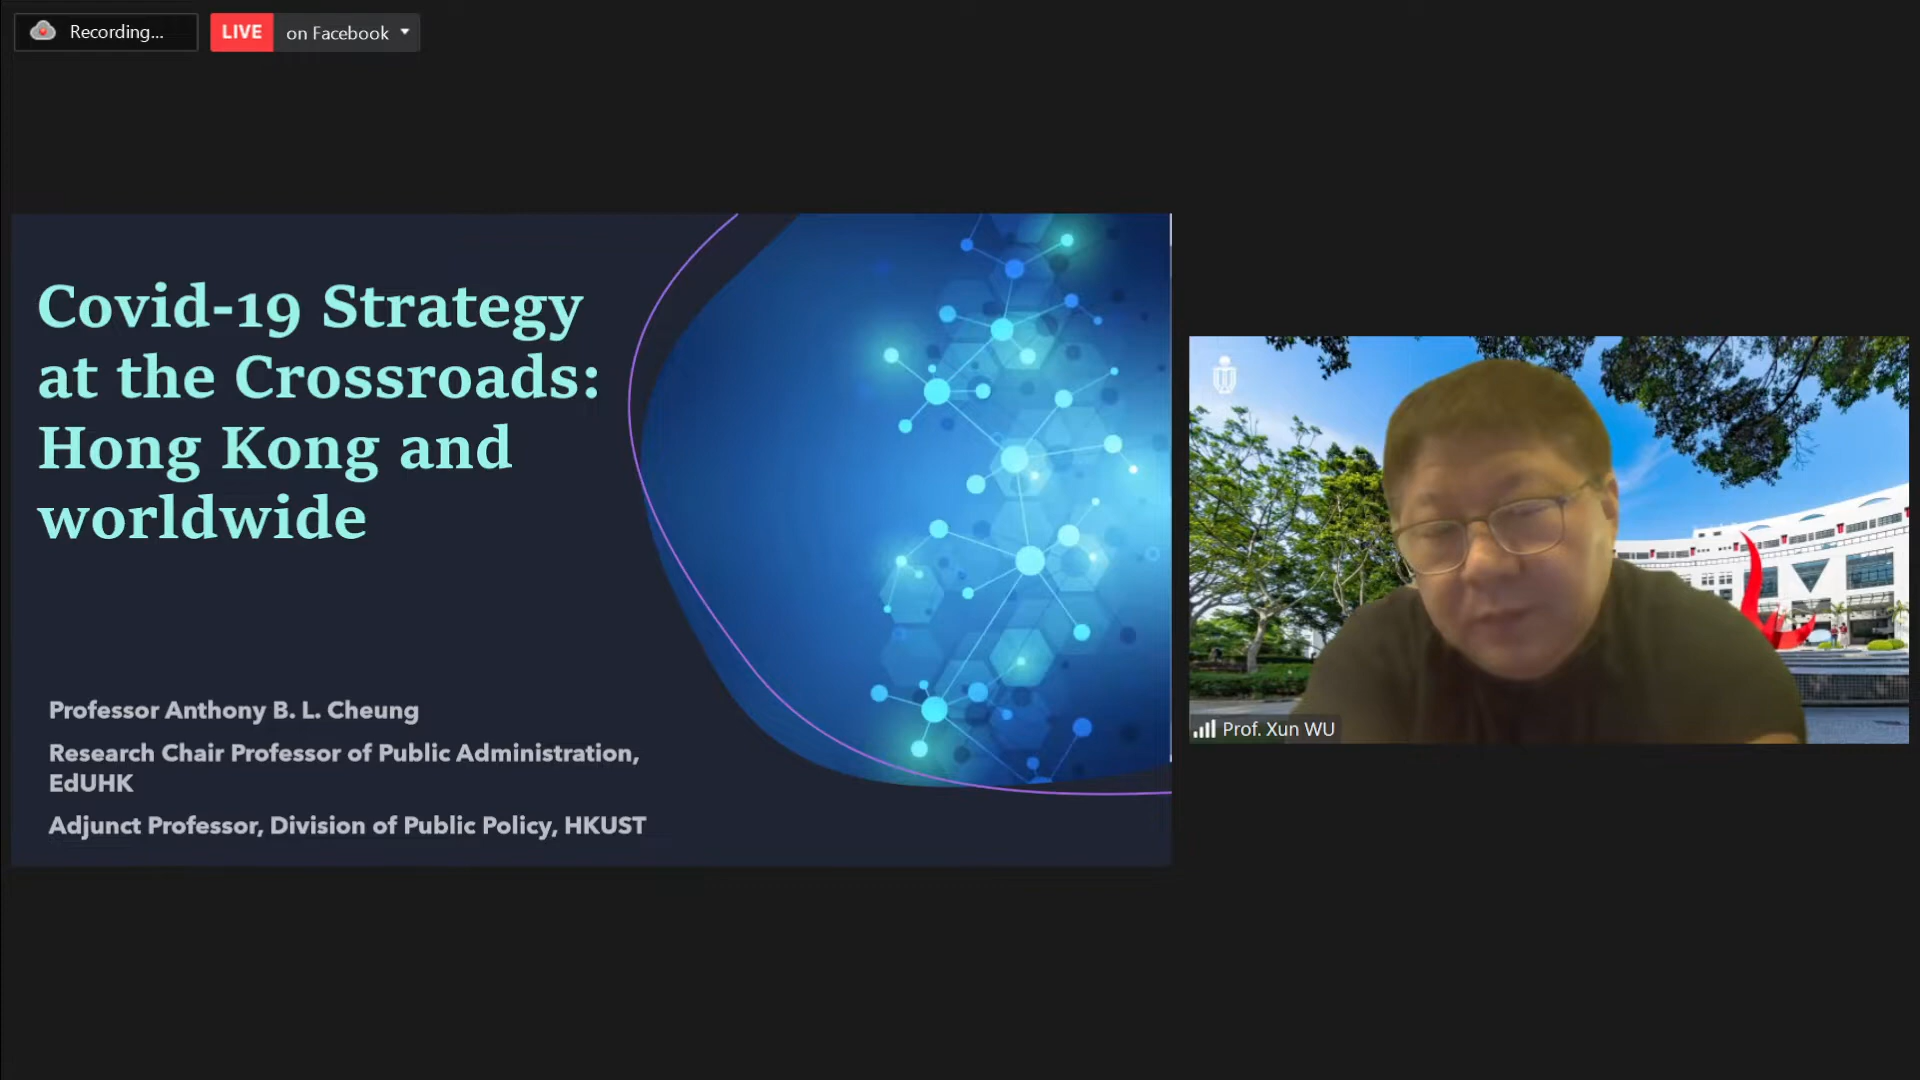 Recording...
LIVE on Facebook
Covid-19 Strategy
at the Crossroads:
Hong Kong and
worldwide
Professor Anthony B. L. Cheung
Research Chair Professor of Public Administration,
EdUHK
Adjunct Professor, Division of Public Policy, HKUST
Prof. Xun WU